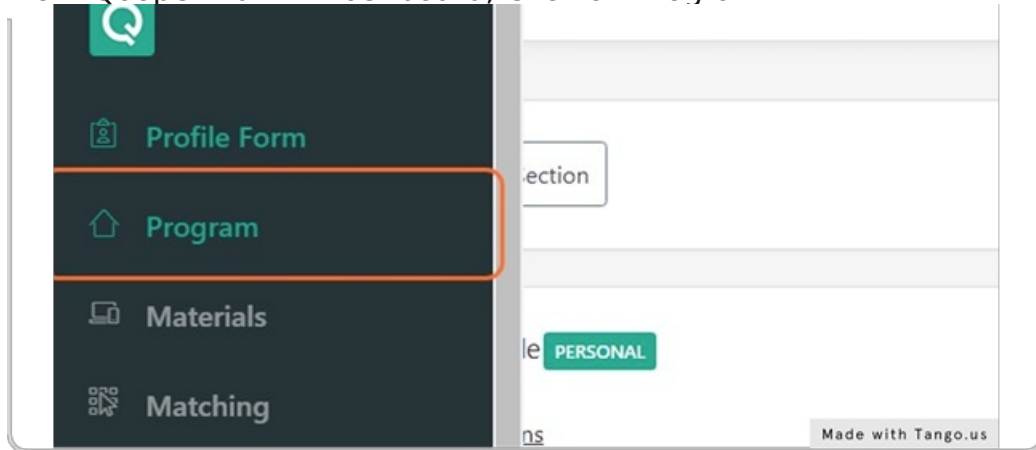 Profile Form
Program
Materials
Matching
ection
le PERSONAL
ns
Made with Tango.us